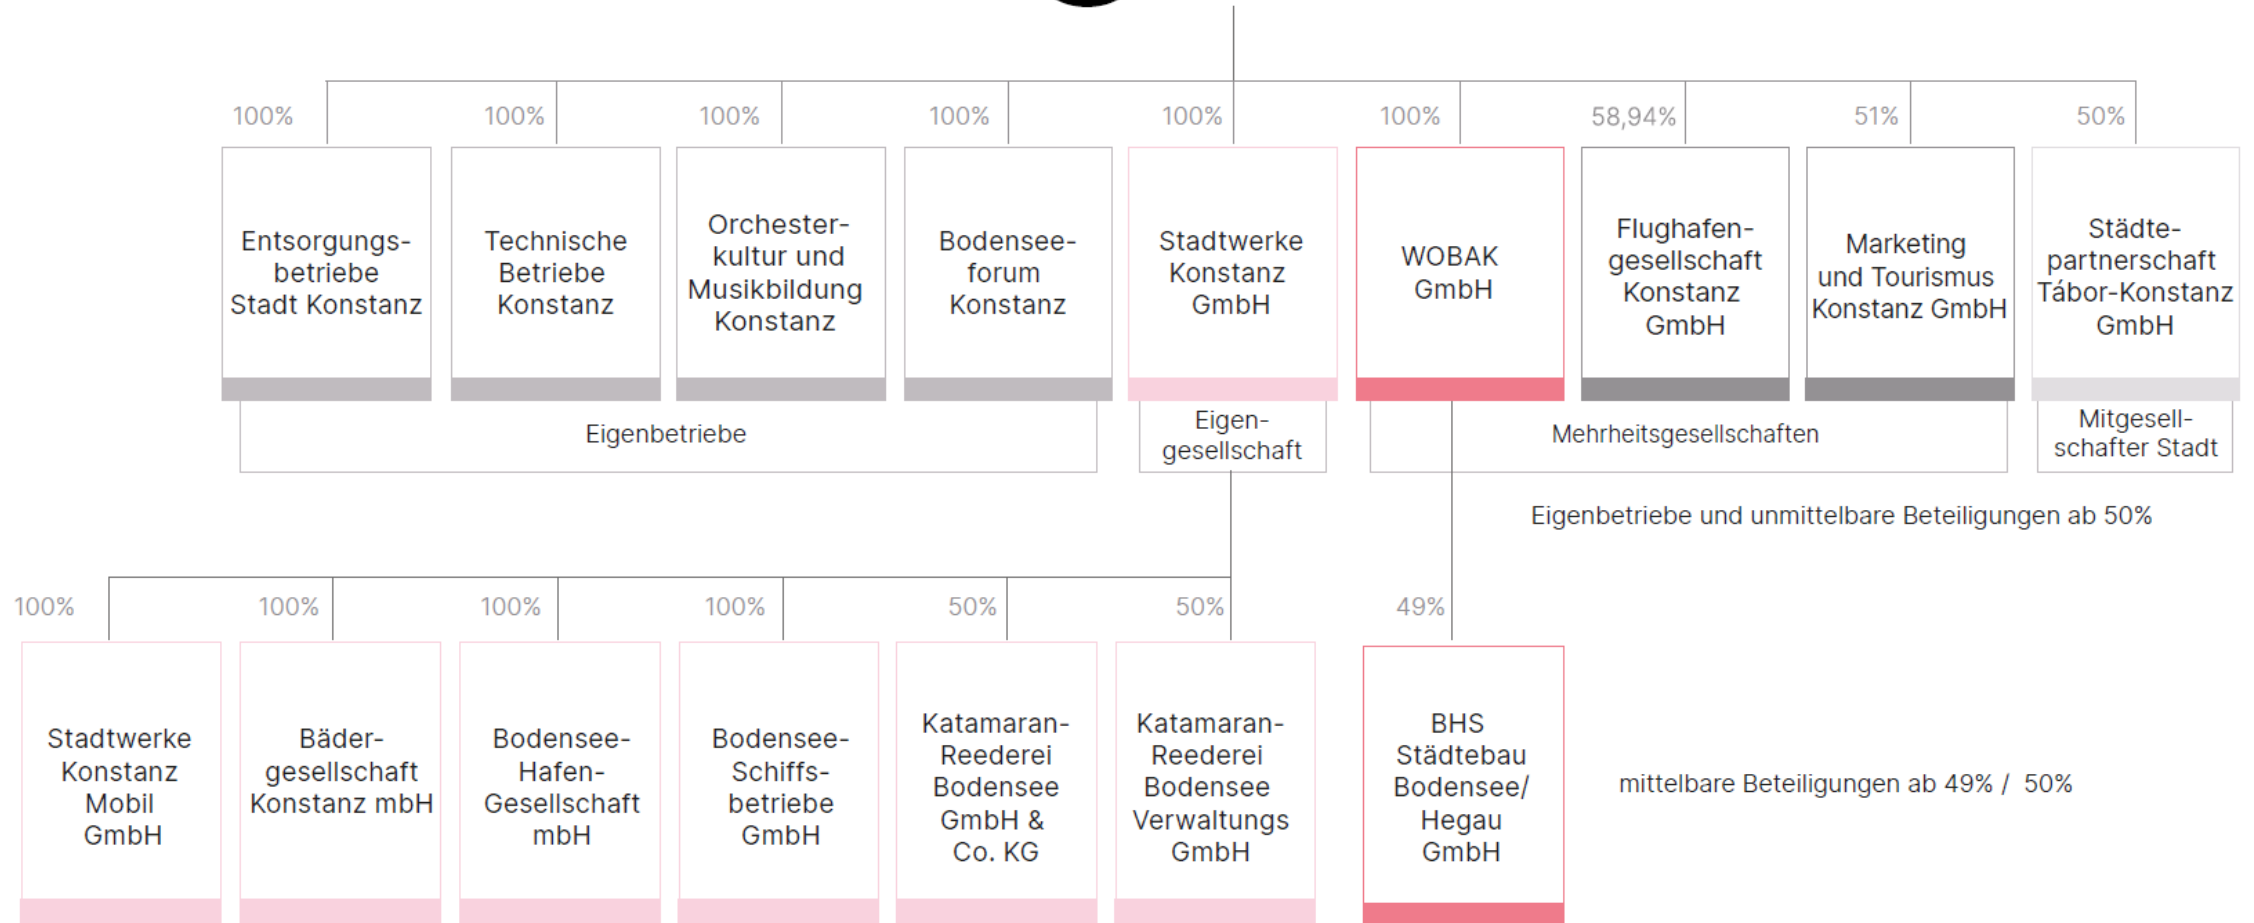 100%
100%
100%
100%
100%
100%
58,94%
51%
50%
Entsorgungs-
betriebe
Stadt Konstanz
Technische
Betriebe
Konstanz
Orchester-
kultur und
Musikbildung
Konstanz
Bodensee-
forum
Konstanz
Stadtwerke
Konstanz
GmbH
WOBAK
GmbH
Flughafen-
gesellschaft
Konstanz
GmbH
Marketing
und Tourismus
Konstanz GmbH
Städte-
partnerschaft
Tábor-Konstanz
GmbH
Eigenbetriebe
Eigen-
gesellschaft
Mehrheitsgesellschaften
Mitgesell-
schafter Stadt
Eigenbetriebe und unmittelbare Beteiligungen ab 50%
100%
100%
100%
100%
50%
50%
49%
Stadtwerke
Konstanz
Mobil
GmbH
Bäder-
gesellschaft
Konstanz mbH
Bodensee-
Hafen-
Gesellschaft
mbH
Bodensee-
Schiffs-
betriebe
GmbH
Katamaran-
Reederei
Bodensee
GmbH &
Co. KG
Katamaran-
Reederei
Bodensee
Verwaltungs
GmbH
BHS
Städtebau
Bodensee/
Hegau
GmbH
mittelbare Beteiligungen ab 49% / 50%